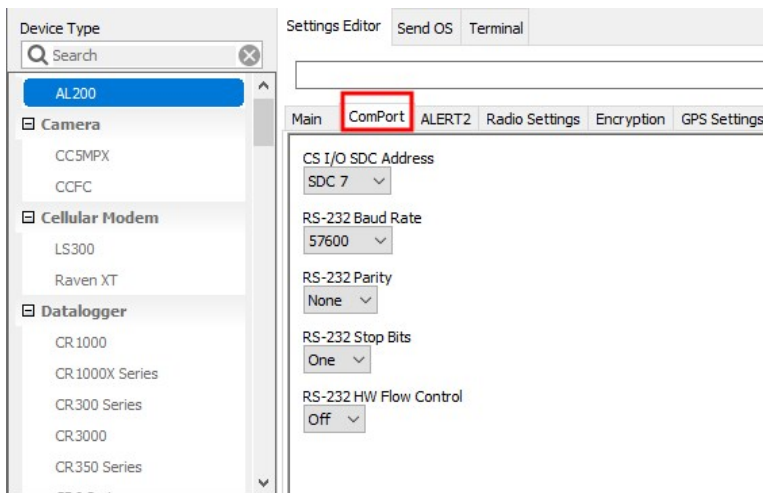 Device Type
Search
AL200
Camera
CC5MPX
CCFC
Cellular Modem
LS300
Raven XT
Datalogger
CR1000
CR1000X Series
CR300 Series
CR3000
CR350 Series
Settings Editor Send OS Terminal
Main ComPort ALERT2 Radio Settings Encryption GPS Settings
CS I/O SDC Address
SDC 7
RS-232 Baud Rate
57600
RS-232 Parity
None
RS-232 Stop Bits
One
RS-232 HW Flow Control
Off